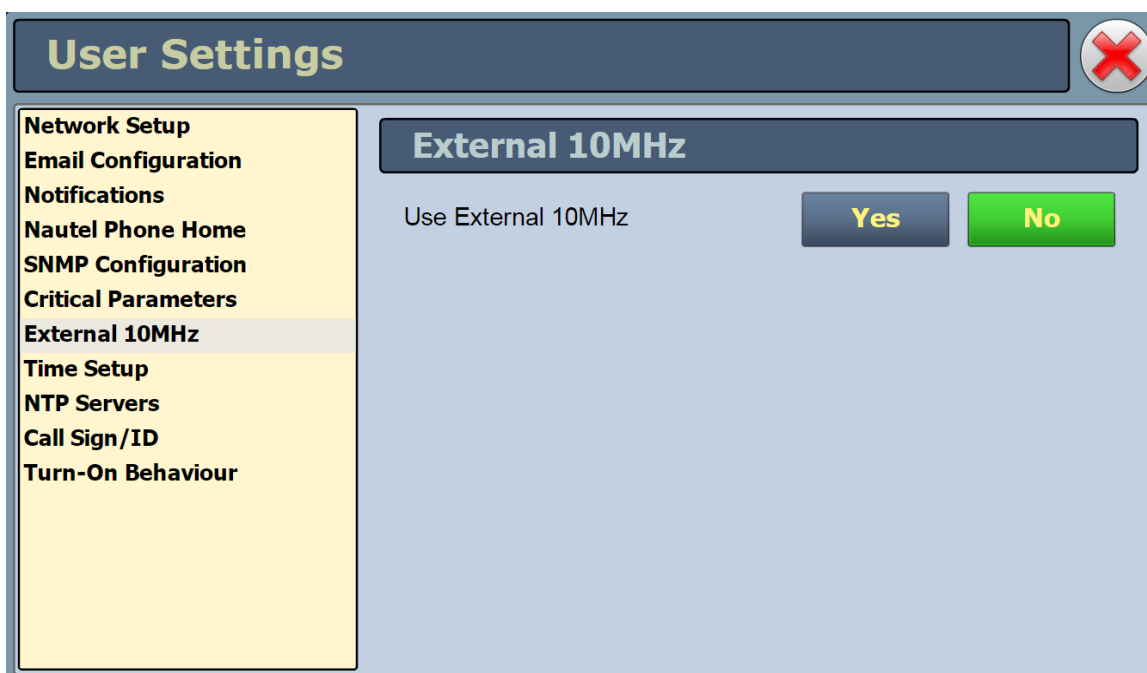 User Settings
Network Setup
Email Configuration
Notifications
Nautel Phone Home
SNMP Configuration
Critical Parameters
External 10MHz
Time Setup
NTP Servers
Call Sign/ID
Turn-On Behaviour
External 10MHz
Use External 10MHz Yes No